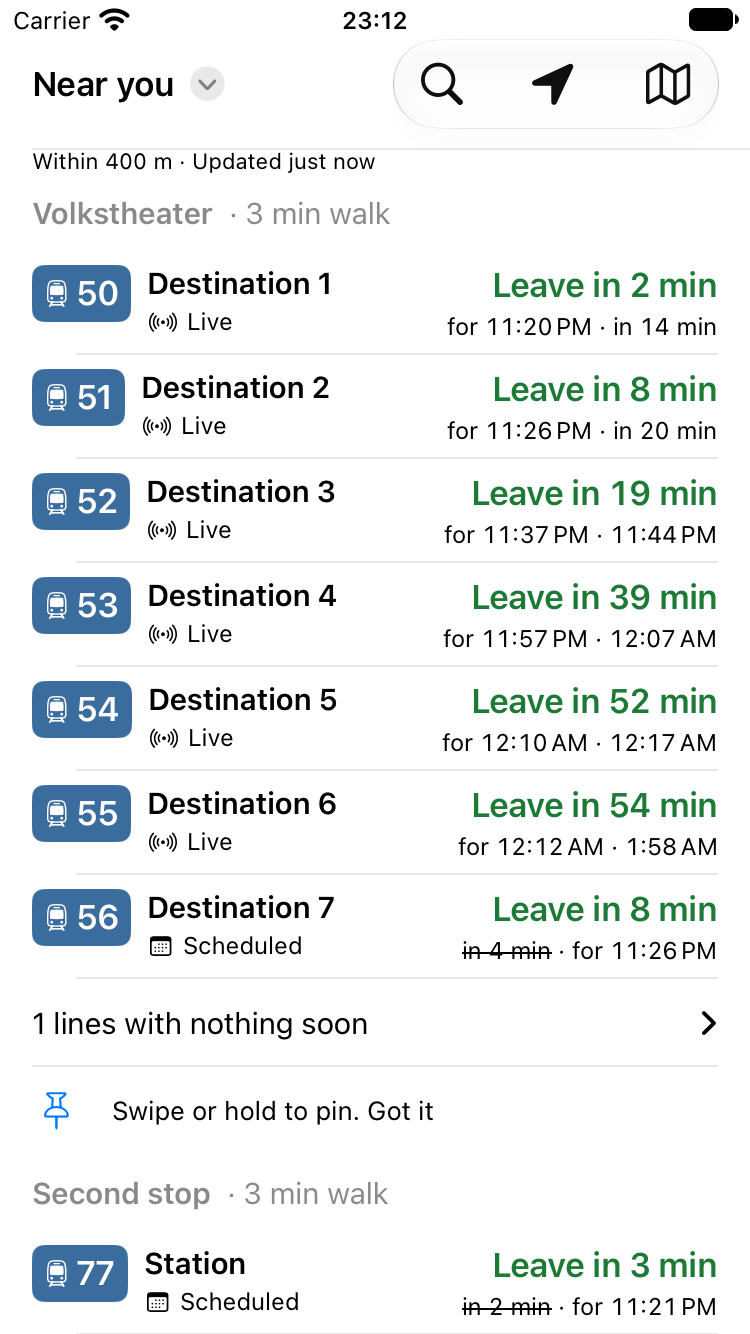 Carrier 23:12
Near you
Within 400 m · Updated just now
Volkstheater · 3 min walk
50 Destination 1 Leave in 2 min
Live for 11:20 PM · in 14 min
51 Destination 2 Leave in 8 min
Live for 11:26 PM · in 20 min
52 Destination 3 Leave in 19 min
Live for 11:37 PM · 11:44 PM
53 Destination 4 Leave in 39 min
Live for 11:57 PM · 12:07 AM
54 Destination 5 Leave in 52 min
Live for 12:10 AM · 12:17 AM
55 Destination 6 Leave in 54 min
Live for 12:12 AM · 1:58 AM
56 Destination 7 Leave in 8 min
Scheduled in 4 min · for 11:26 PM
1 lines with nothing soon
Swipe or hold to pin. Got it
Second stop · 3 min walk
77 Station Leave in 3 min
Scheduled in 2 min · for 11:21 PM